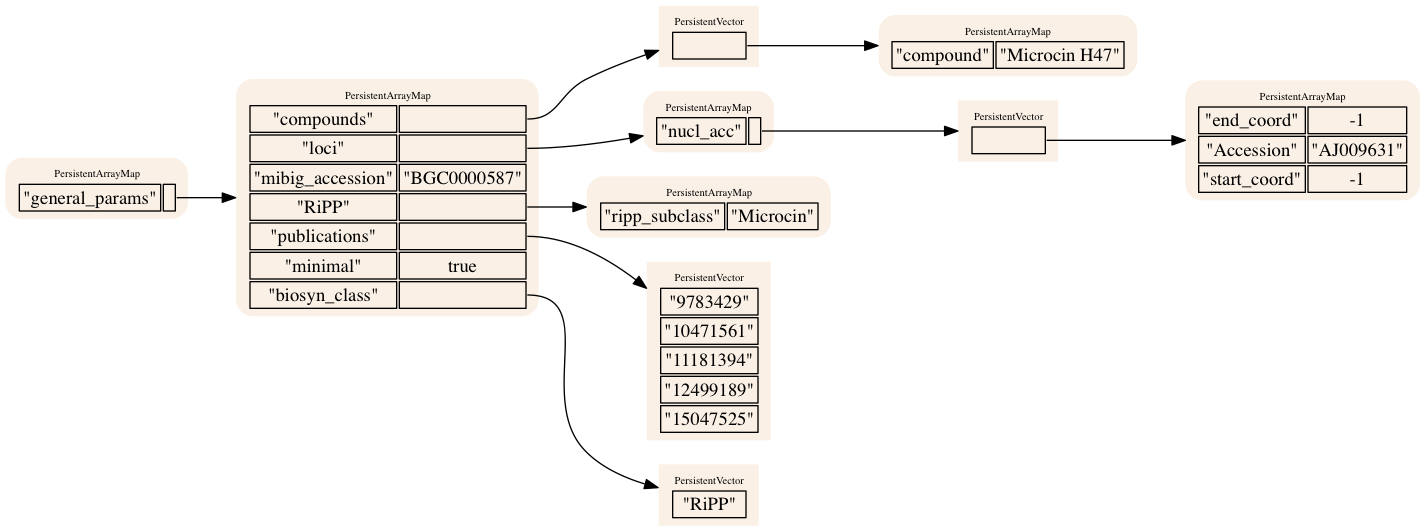 PersistentArrayMap
"general_params"
PersistentArrayMap
"compounds"
"loci"
"mibig_accession" "BGC0000587"
"RiPP"
"publications"
"minimal" true
"biosyn_class"
PersistentVector
PersistentArrayMap
"compound" "Microcin H47"
PersistentArrayMap
"nucl_acc"
PersistentVector
PersistentArrayMap
"end_coord" -1
"Accession" "AJ009631"
"start_coord" -1
PersistentArrayMap
"ripp_subclass" "Microcin"
PersistentVector
"9783429"
"10471561"
"11181394"
"12499189"
"15047525"
PersistentVector
"RiPP"